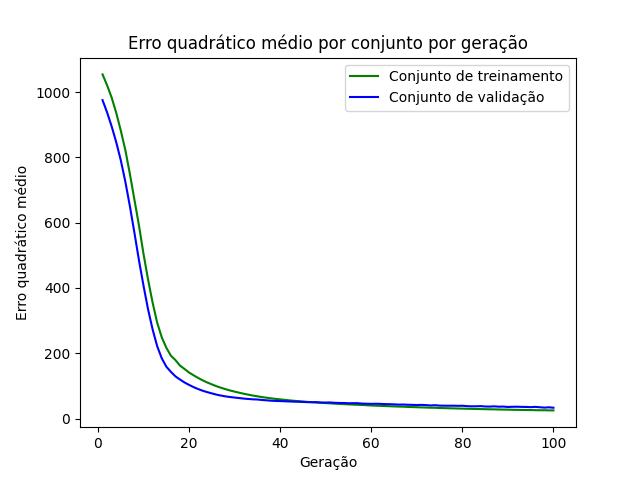 Erro quadrático médio por conjunto por geração
Conjunto de treinamento
Conjunto de validação
Erro quadrático médio
1000
800
600
400
200
0
0 20 40 60 80 100
Geração